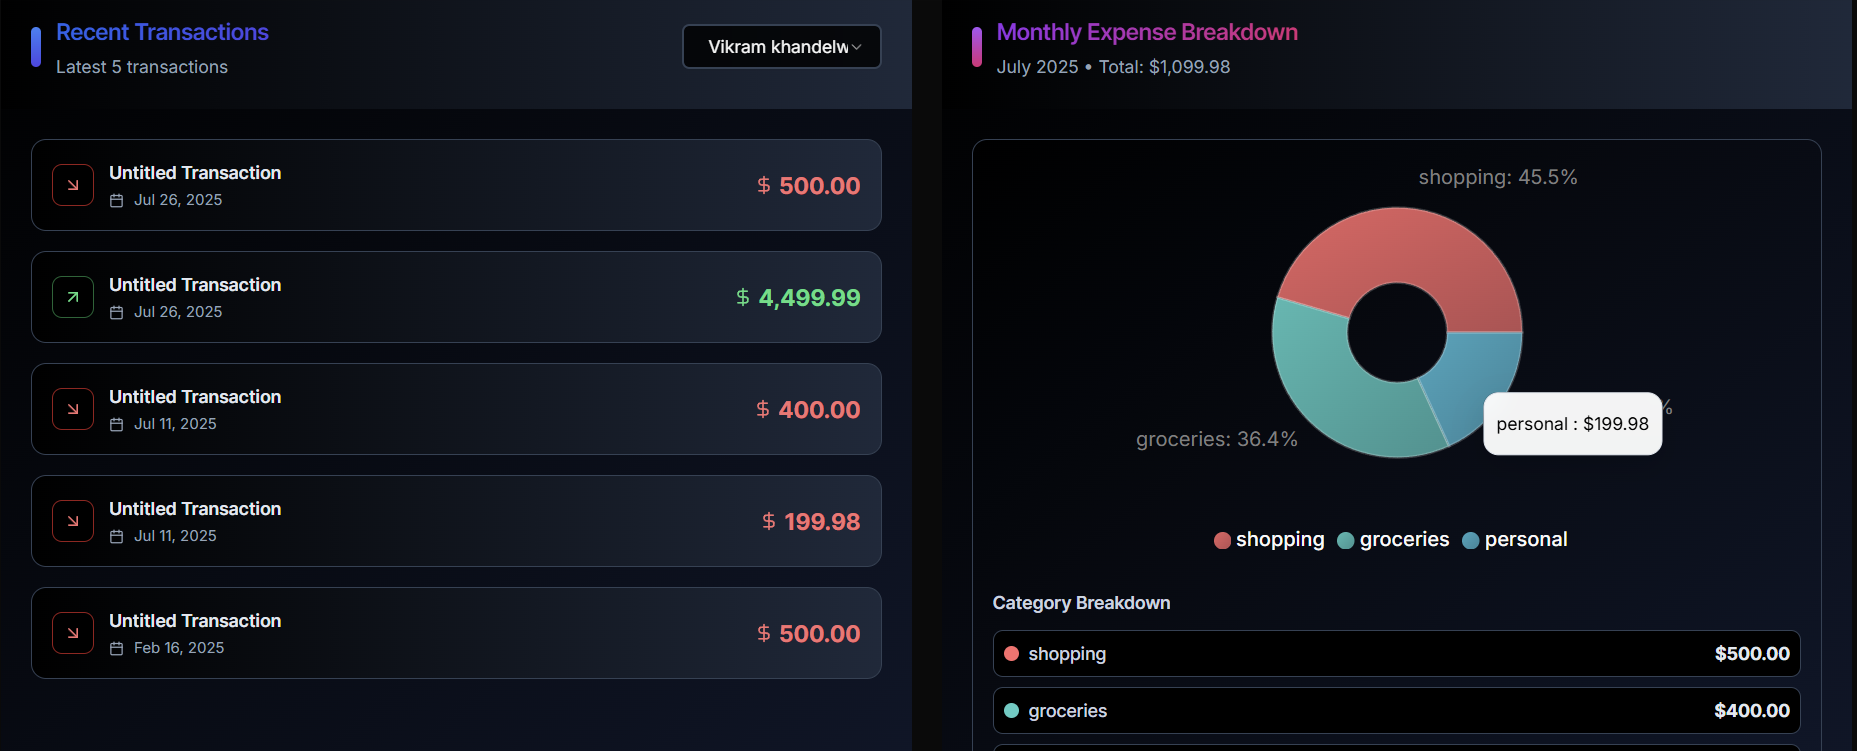 Recent Transactions
Latest 5 transactions
Vikram khandelw
Untitled Transaction
Jul 26, 2025
$ 500.00
Untitled Transaction
Jul 26, 2025
$ 4,499.99
Untitled Transaction
Jul 11, 2025
$ 400.00
Untitled Transaction
Jul 11, 2025
$ 199.98
Untitled Transaction
Feb 16, 2025
$ 500.00
Monthly Expense Breakdown
July 2025 • Total: $1,099.98
shopping: 45.5%
groceries: 36.4%
%
personal : $199.98
shopping groceries personal
Category Breakdown
shopping $500.00
groceries $400.00